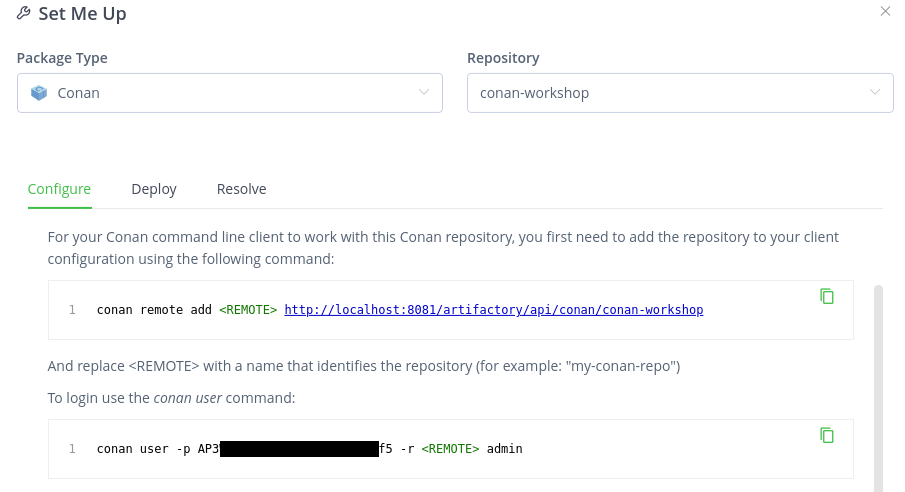 Set Me Up
Package Type
Repository
Conan
conan-workshop
Configure
Deploy
Resolve
For your Conan command line client to work with this Conan repository, you first need to add the repository to your client
configuration using the following command:
1 conan remote add <REMOTE> http://localhost:8081/artifactory/api/conan/conan-workshop
And replace <REMOTE> with a name that identifies the repository (for example: "my-conan-repo")
To login use the conan user command:
1 conan user -p AP3 f5 -r <REMOTE> admin